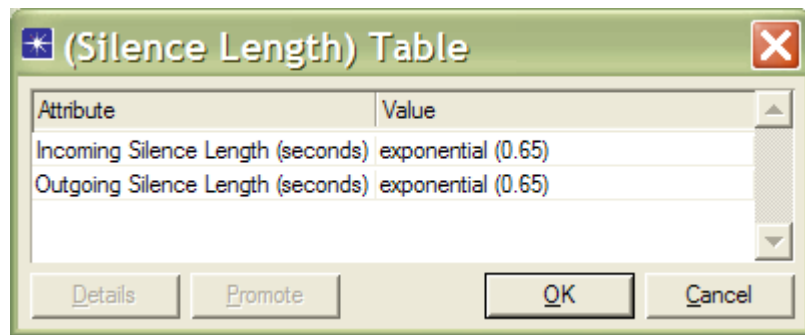 (Silence Length) Table
Attribute Value
Incoming Silence Length (seconds) exponential (0.65)
Outgoing Silence Length (seconds) exponential (0.65)
Details Promote OK Cancel